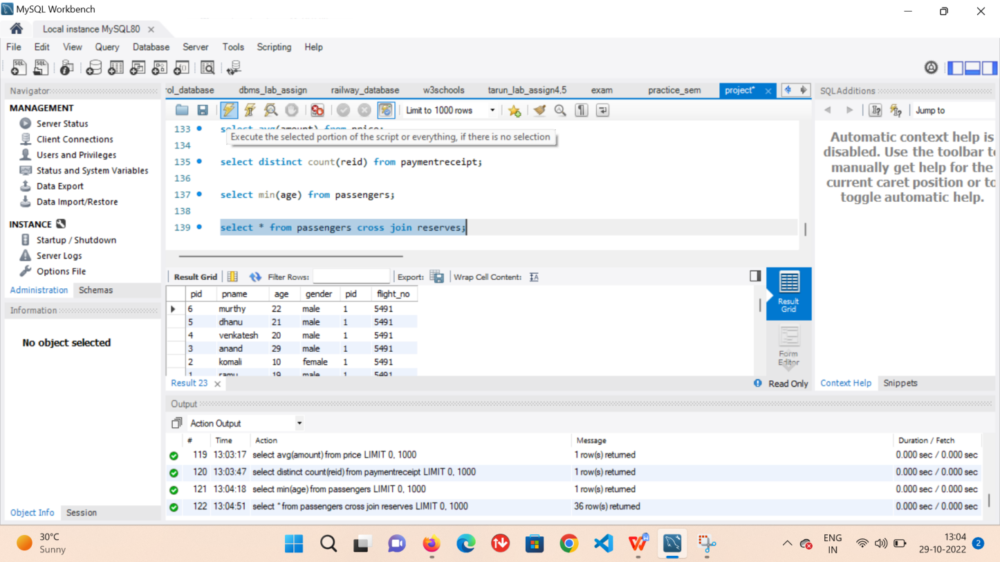 MySQL Workbench
Local instance MySQL80
File Edit View Query Database Server Tools Scripting Help
Navigator
MANAGEMENT
Server Status
Client Connections
Users and Privileges
Status and System Variables
Data Export
Data Import/Restore
INSTANCE
Startup / Shutdown
Server Logs
Options File
Administration Schemas
Information
No object selected
Object Info Session
rol_database dbms_lab_assign railway_database w3schools tarun_lab_assign4,5 exam practice_sem project*
Limit to 1000 rows
133 select avg(amount) from price;
Execute the selected portion of the script or everything, if there is no selection
134
135 select distinct count(reid) from paymentreceipt;
136
137 select min(age) from passengers;
138
139 select * from passengers cross join reserves;
Result Grid Filter Rows: Export: Wrap Cell Content:
pid pname age gender pid flight_no
6 murthy 22 male 1 5491
5 dhanu 21 male 1 5491
4 venkatesh 20 male 1 5491
3 anand 29 male 1 5491
2 komali 10 female 1 5491
1 ramu 19 male 1 5491
Result Grid
Form Editor
Result 23
Read Only
SQLAdditions
Jump to
Automatic context help is
disabled. Use the toolbar to
manually get help for the
current caret position or to
toggle automatic help.
Context Help Snippets
Output
Action Output
# Time Action Message Duration / Fetch
119 13:03:17 select avg(amount) from price LIMIT 0, 1000 1 row(s) returned 0.000 sec / 0.000 sec
120 13:03:47 select distinct count(reid) from paymentreceipt LIMIT 0, 1000 1 row(s) returned 0.000 sec / 0.000 sec
121 13:04:18 select min(age) from passengers LIMIT 0, 1000 1 row(s) returned 0.000 sec / 0.000 sec
122 13:04:51 select * from passengers cross join reserves LIMIT 0, 1000 36 row(s) returned 0.000 sec / 0.000 sec
30°C
Sunny
ENG
IN
13:04
29-10-2022
2